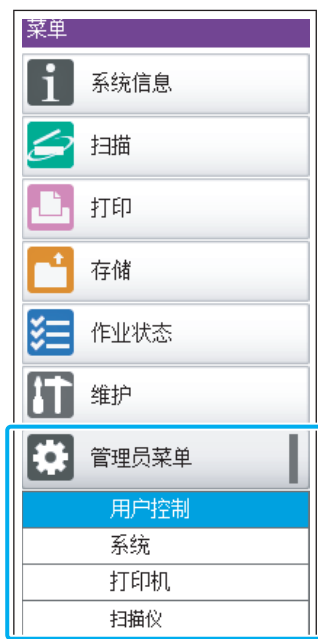 菜单
系统信息
扫描
打印
存储
作业状态
维护
管理员菜单
用户控制
系统
打印机
扫描仪